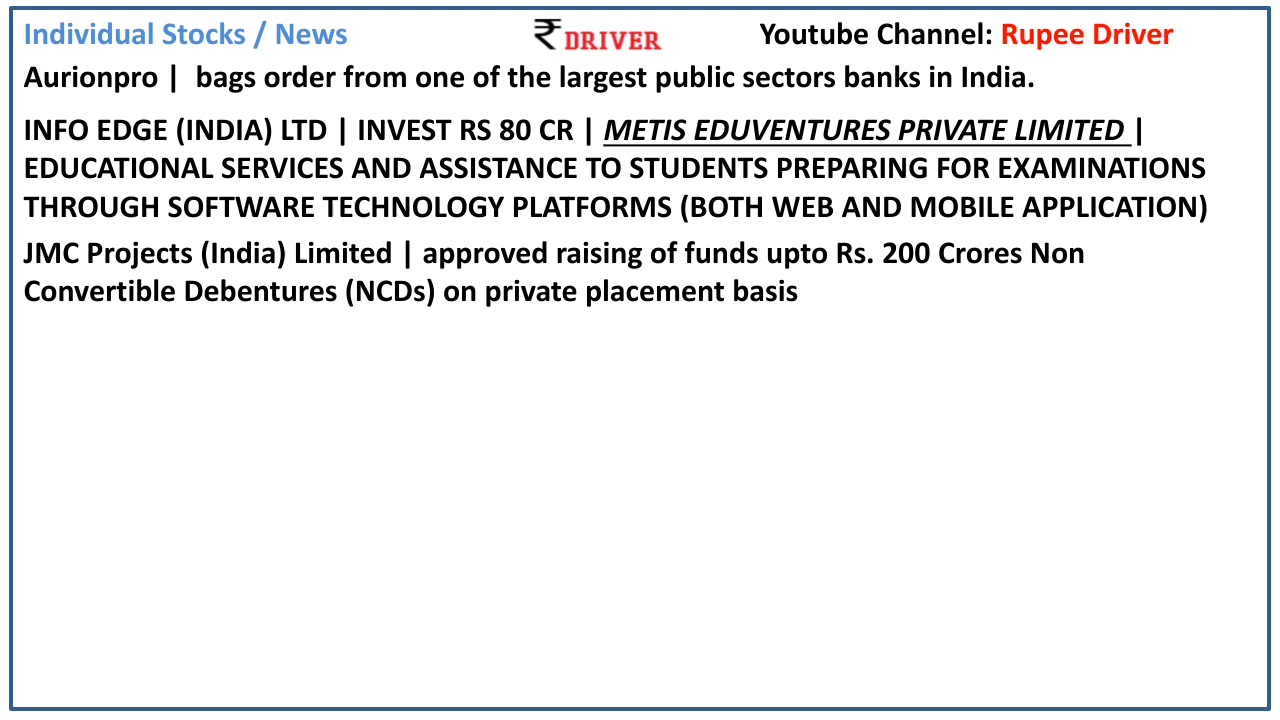 Individual Stocks / News ₹ DRIVER Youtube Channel: Rupee Driver
Aurionpro | bags order from one of the largest public sectors banks in India.
INFO EDGE (INDIA) LTD | INVEST RS 80 CR | METIS EDUVENTURES PRIVATE LIMITED |
EDUCATIONAL SERVICES AND ASSISTANCE TO STUDENTS PREPARING FOR EXAMINATIONS
THROUGH SOFTWARE TECHNOLOGY PLATFORMS (BOTH WEB AND MOBILE APPLICATION)
JMC Projects (India) Limited | approved raising of funds upto Rs. 200 Crores Non
Convertible Debentures (NCDs) on private placement basis